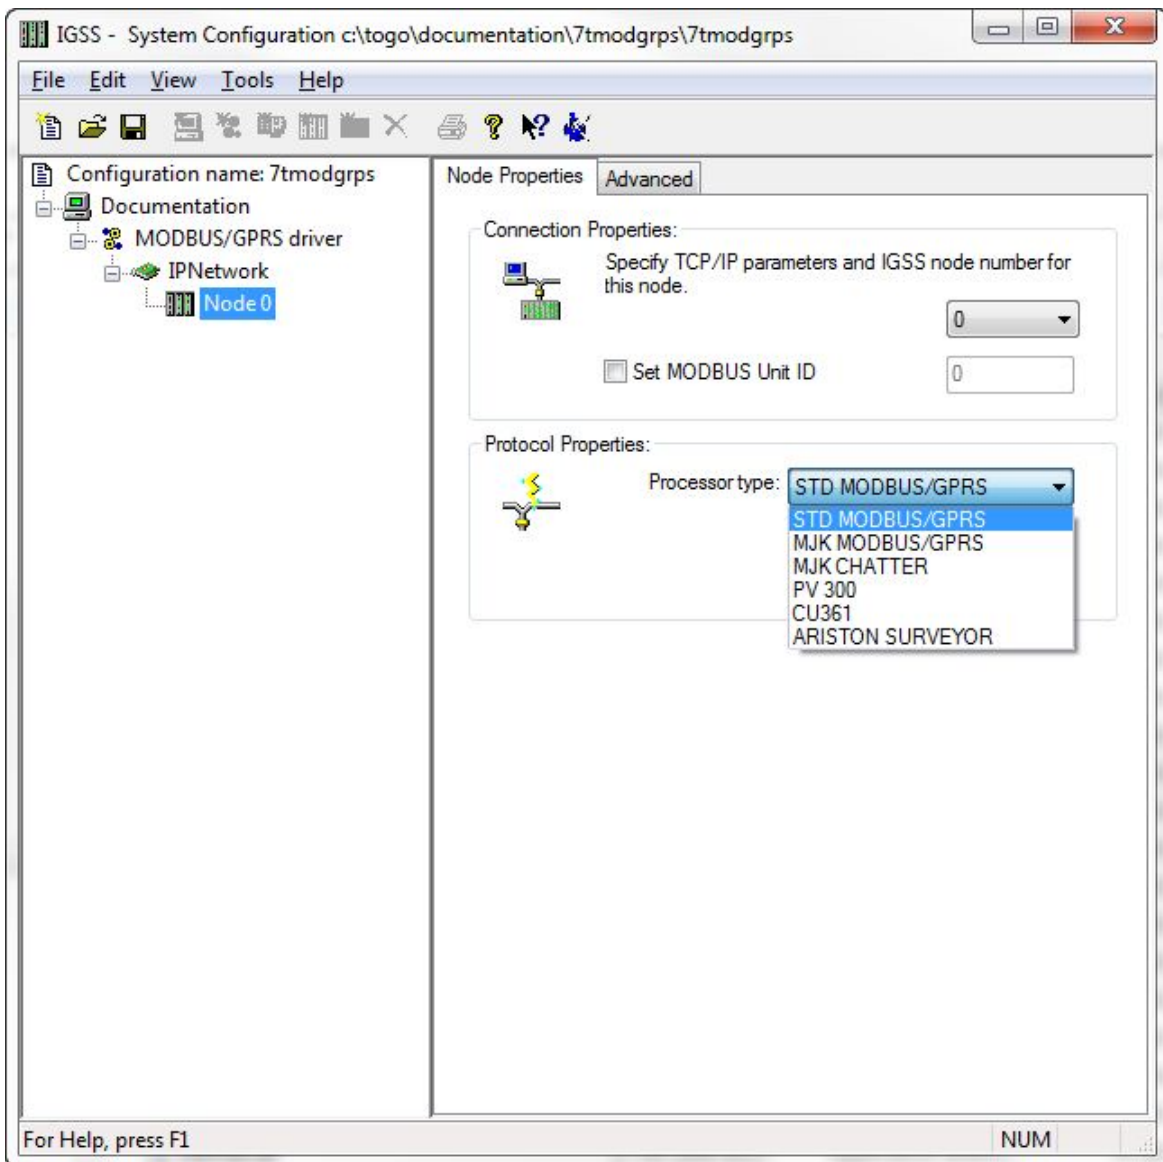 IGSS - System Configuration c:\togo\documentation\7tmodgrps\7tmodgrps
File Edit View Tools Help
Configuration name: 7tmodgrps
Documentation
MODBUS/GPRS driver
IPNetwork
Node 0
Node Properties Advanced
Connection Properties:
Specify TCP/IP parameters and IGSS node number for
this node.
0
Set MODBUS Unit ID 0
Protocol Properties:
Processor type: STD MODBUS/GPRS
STD MODBUS/GPRS
MJK MODBUS/GPRS
MJK CHATTER
PV 300
CU361
ARISTON SURVEYOR
For Help, press F1 NUM